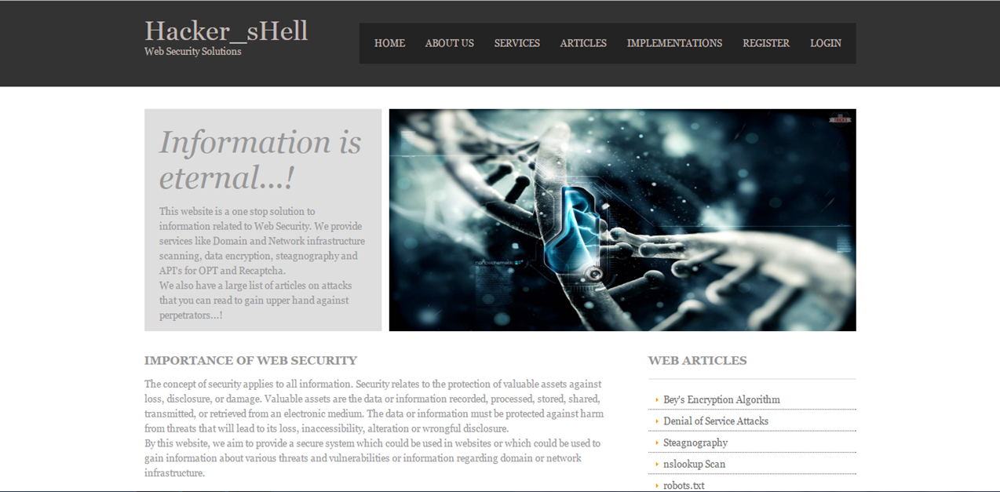 Hacker_sHell
Web Security Solutions
HOME ABOUT US SERVICES ARTICLES IMPLEMENTATIONS REGISTER LOGIN
Information is
eternal...!
This website is a one stop solution to
information related to Web Security. We provide
services like Domain and Network infrastructure
scanning, data encryption, steagnography and
API's for OPT and Recaptcha.
We also have a large list of articles on attacks
that you can read to gain upper hand against
perpetrators...!
IMPORTANCE OF WEB SECURITY
The concept of security applies to all information. Security relates to the protection of valuable assets against
loss, disclosure, or damage. Valuable assets are the data or information recorded, processed, stored, shared,
transmitted, or retrieved from an electronic medium. The data or information must be protected against harm
from threats that will lead to its loss, inaccessibility, alteration or wrongful disclosure.
By this website, we aim to provide a secure system which could be used in websites or which could be used to
gain information about various threats and vulnerabilities or information regarding domain or network
infrastructure.
WEB ARTICLES
Bey's Encryption Algorithm
Denial of Service Attacks
Steagnography
nslookup Scan
robots.txt